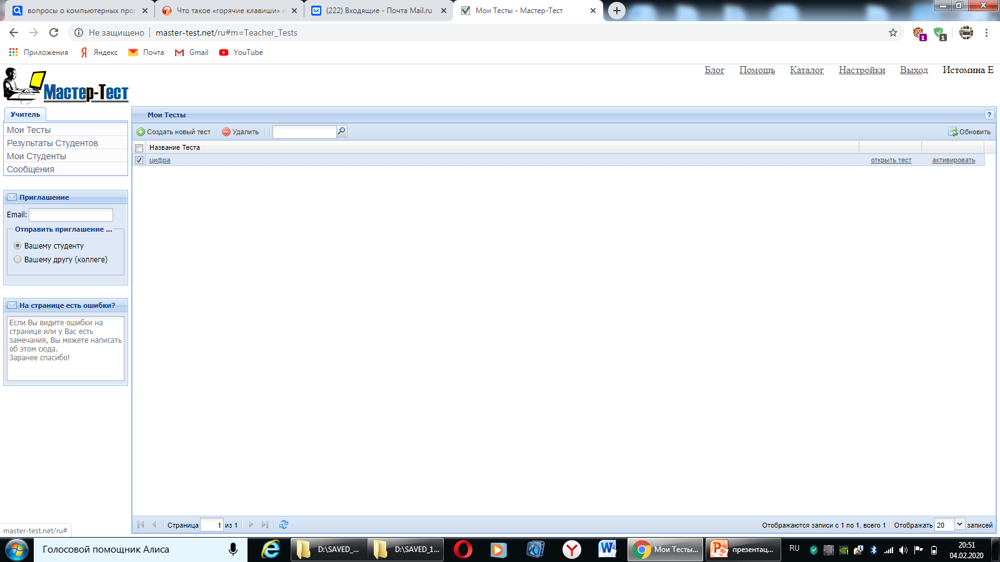 вопросы о компьютерных прог
Что такое «горячие клавиши» и
(222) Входящие - Почта Mail.ru
Мои Тесты - Мастер-Тест
Не защищено
master-test.net/ru#m=Teacher_Tests
1
1
Приложения
Яндекс
Почта
Gmail
YouTube
Блог
Помощь
Каталог
Настройки
Выход
Истомина Е
Мастер-Тест
Учитель
Мои Тесты
Результаты Студентов
Мои Студенты
Сообщения
Приглашение
Email:
Отправить приглашение ...
Вашему студенту
Вашему другу (коллеге)
На странице есть ошибки?
Если Вы видите ошибки на
странице или у Вас есть
замечания, Вы можете написать
об этом сюда.
Заранее спасибо!
Мои Тесты
?
Создать новый тест
Удалить
Обновить
Название Теста
цифра
открыть тест
активировать
Страница 1 из 1
Отображаются записи с 1 по 1, всего 1
Отображать 20 записей
master-test.net/ru#
Голосовой помощник Алиса
D:\SAVED_...
D:\SAVED_1...
Мои Тесты...
презентац...
RU
20:51
04.02.2020